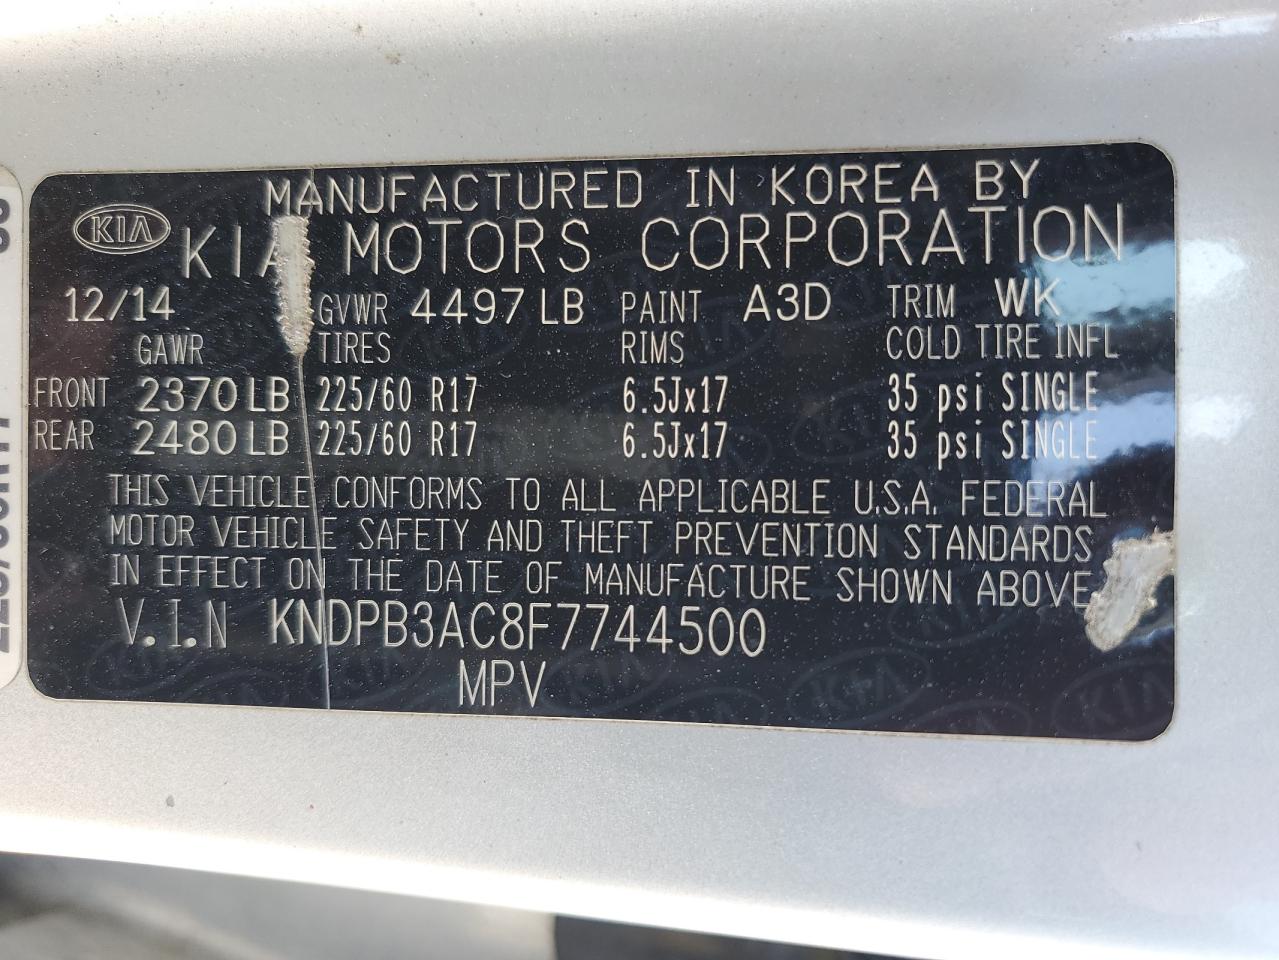 MANUFACTURED IN KOREA BY
KIA
KIA MOTORS CORPORATION
12/14 GVWR 4497 LB PAINT A3D TRIM WK
GAWR TIRES RIMS COLD TIRE INFL
FRONT 2370 LB 225/60 R17 6.5Jx17 35 psi SINGLE
REAR 2480 LB 225/60 R17 6.5Jx17 35 psi SINGLE
THIS VEHICLE CONFORMS TO ALL APPLICABLE U.S.A. FEDERAL
MOTOR VEHICLE SAFETY AND THEFT PREVENTION STANDARDS
IN EFFECT ON THE DATE OF MANUFACTURE SHOWN ABOVE
V.I.N KNDPB3AC8F7744500
MPV